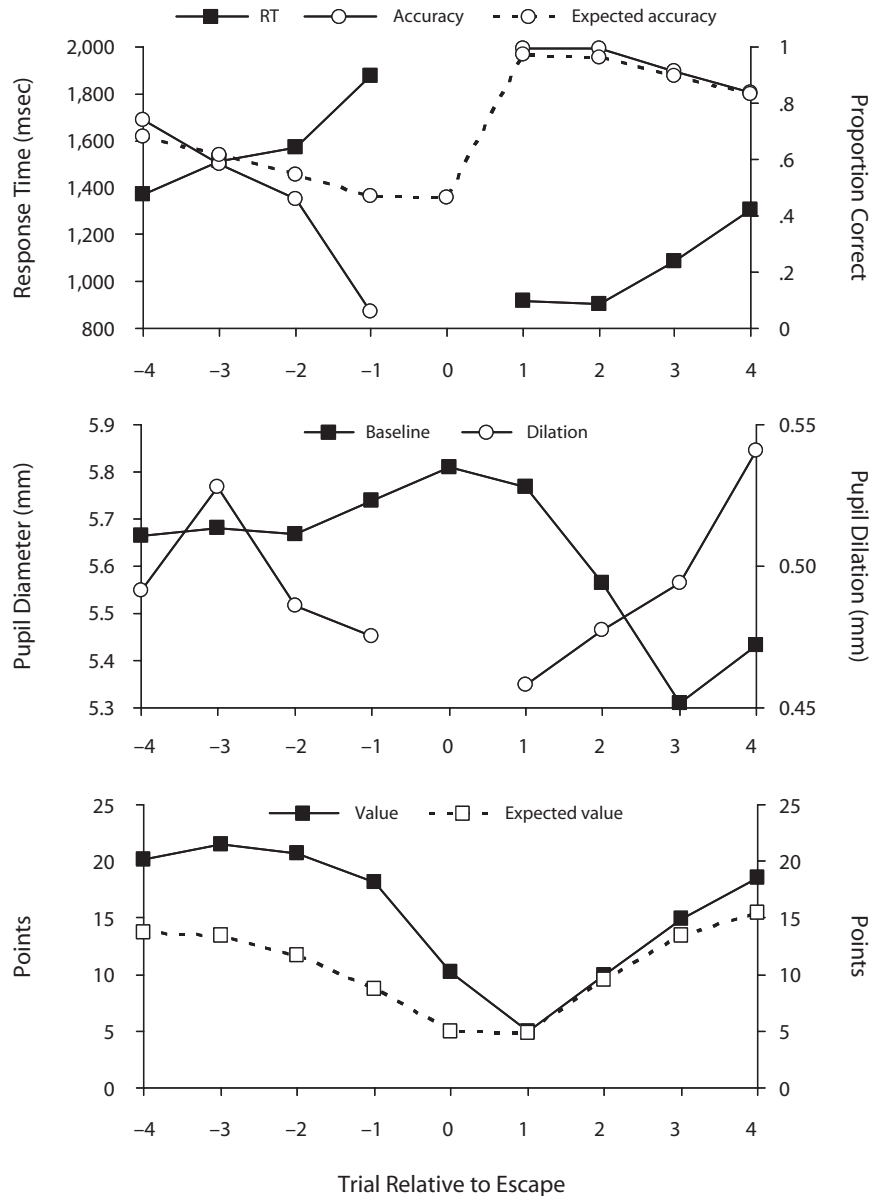 RT Accuracy Expected accuracy
2,000 1
1,800 .8
1,600 .6
1,400 .4
1,200
1,000 .2
800 0
Response Time (msec)
Proportion Correct
–4 –3 –2 –1 0 1 2 3 4
5.9 0.55
Baseline Dilation
5.8
5.7
5.6 0.50
5.5
5.4
5.3 0.45
Pupil Diameter (mm)
Pupil Dilation (mm)
–4 –3 –2 –1 0 1 2 3 4
25 25
Value Expected value
20 20
15 15
10 10
5 5
0 0
Points
Points
–4 –3 –2 –1 0 1 2 3 4
Trial Relative to Escape